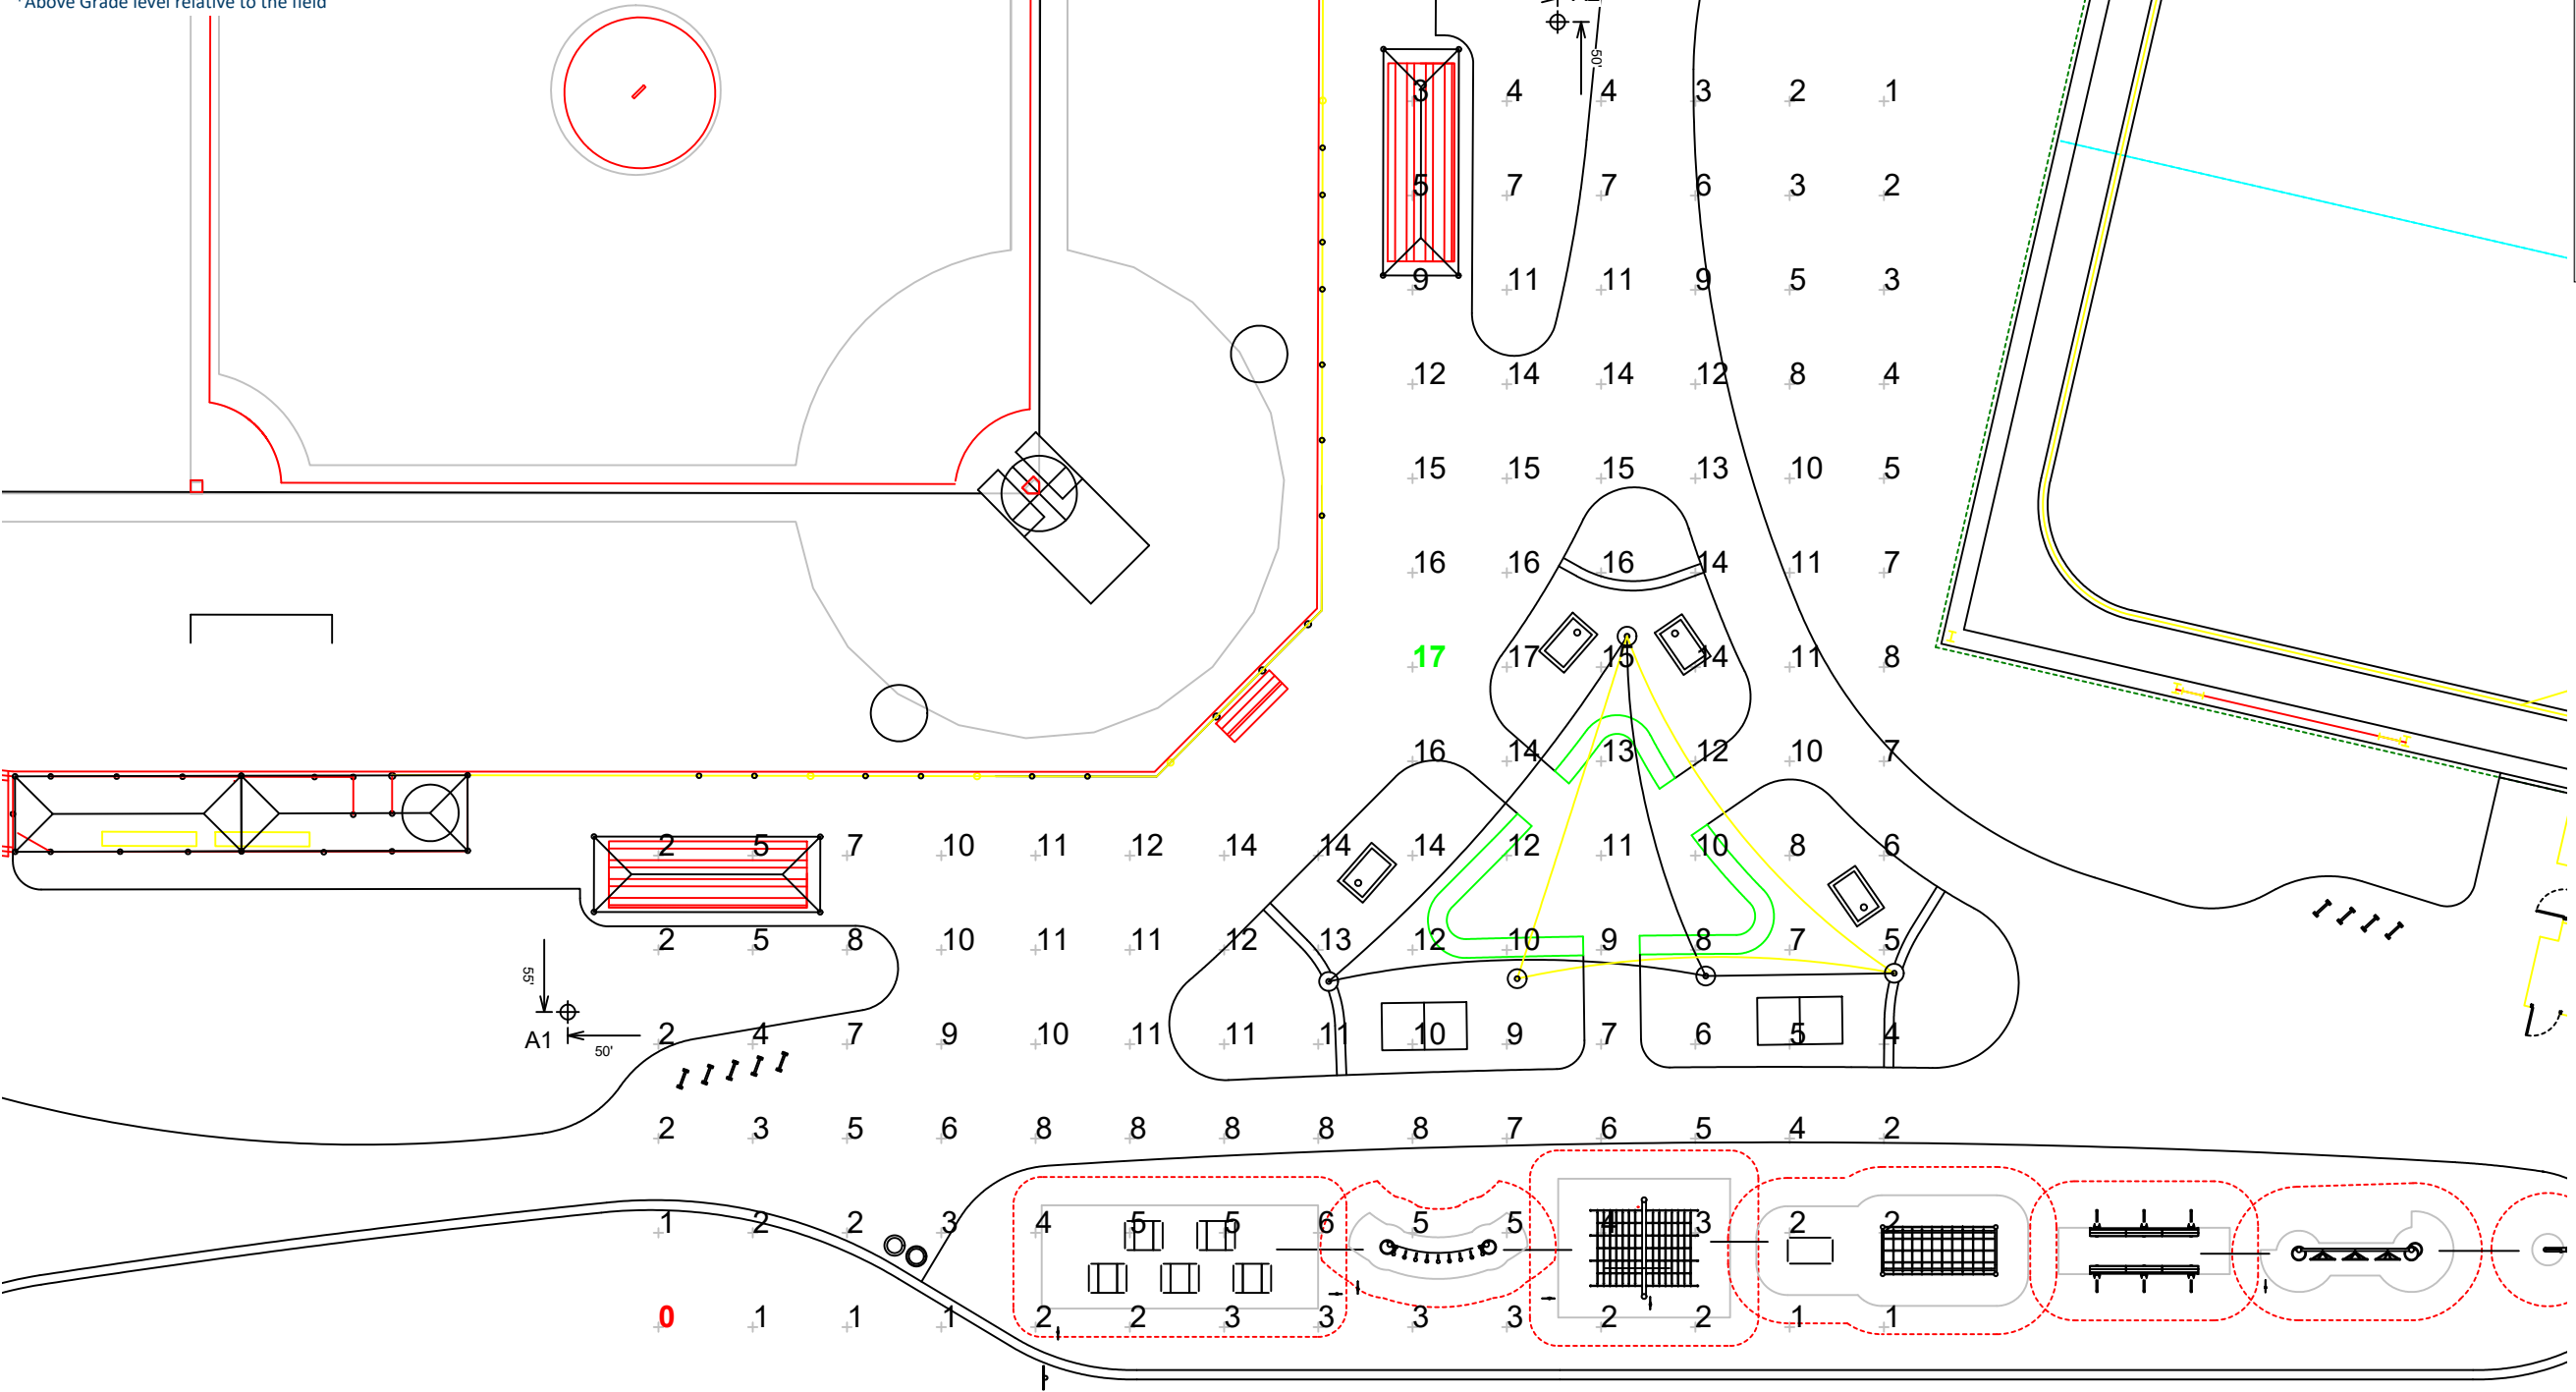 *Above Grade level relative to the field
50'
3 4 4 3 2 1
5 7 7 6 3 2
9 11 11 9 5 3
12 14 14 12 8 4
15 15 15 13 10 5
16 16 16 14 11 7
17 17 15 14 11 8
16 14 13 12 10 7
2 5 7 10 11 12 14 14 14 12 11 10 8 6
2 5 8 10 11 11 12 13 12 10 9 8 7 5
55'
2 4 7 9 10 11 11 11 10 9 7 6 5 4
A1
50'
2 3 5 6 8 8 8 8 8 7 6 5 4 2
1 2 2 3 4 5 5 6 5 5 4 3 2 2
0 1 1 1 2 2 3 3 3 3 2 2 1 1